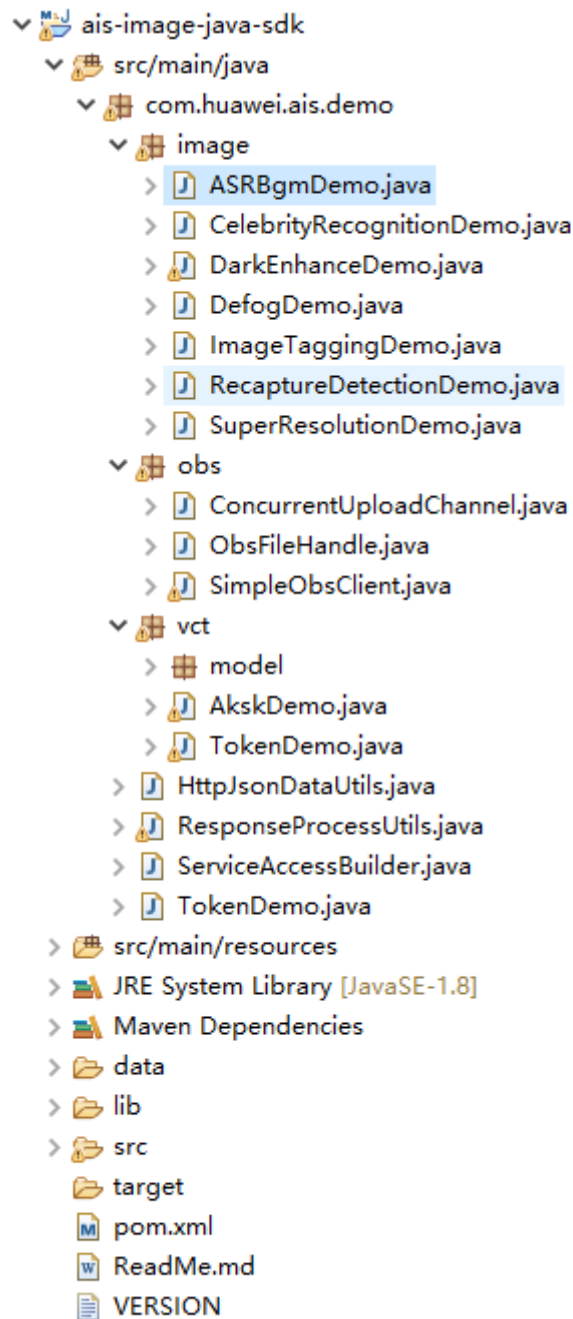 ais-image-java-sdk
src/main/java
com.huawei.ais.demo
image
ASRBgmDemo.java
CelebrityRecognitionDemo.java
DarkEnhanceDemo.java
DefogDemo.java
ImageTaggingDemo.java
RecaptureDetectionDemo.java
SuperResolutionDemo.java
obs
ConcurrentUploadChannel.java
ObsFileHandle.java
SimpleObsClient.java
vct
model
AkskDemo.java
TokenDemo.java
HttpJsonDataUtils.java
ResponseProcessUtils.java
ServiceAccessBuilder.java
TokenDemo.java
src/main/resources
JRE System Library [JavaSE-1.8]
Maven Dependencies
data
lib
src
target
pom.xml
ReadMe.md
VERSION